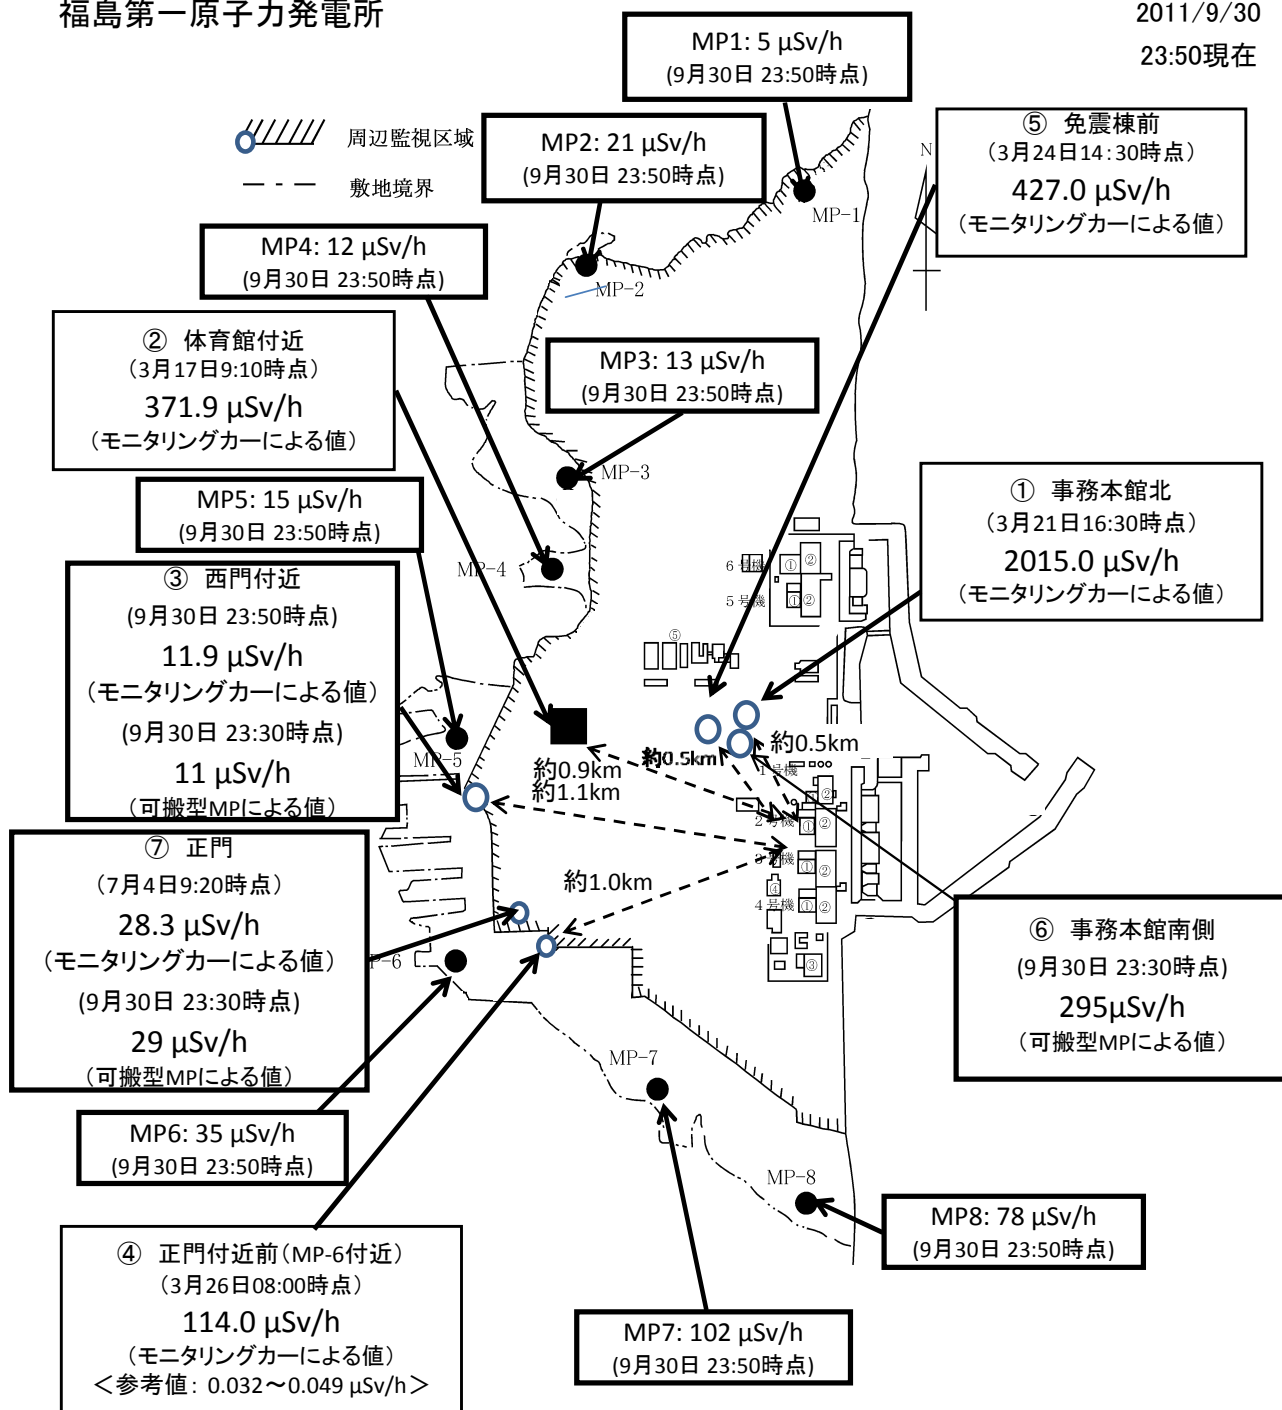 福島第一原子力発電所
2011/9/30
23:50現在
周辺監視区域
敷地境界
MP1: 5 μSv/h
(9月30日 23:50時点)
MP2: 21 μSv/h
(9月30日 23:50時点)
⑤ 免震棟前
(3月24日14:30時点)
427.0 μSv/h
(モニタリングカーによる値)
N
MP-1
MP4: 12 μSv/h
(9月30日 23:50時点)
MP-2
② 体育館付近
(3月17日9:10時点)
371.9 μSv/h
(モニタリングカーによる値)
MP3: 13 μSv/h
(9月30日 23:50時点)
MP-3
MP5: 15 μSv/h
(9月30日 23:50時点)
① 事務本館北
(3月21日16:30時点)
2015.0 μSv/h
(モニタリングカーによる値)
MP-4
6号機
① ②
5号機
① ②
③ 西門付近
(9月30日 23:50時点)
11.9 μSv/h
(モニタリングカーによる値)
(9月30日 23:30時点)
11 μSv/h
(可搬型MPによる値)
⑤
MP-5
約0.9km
約1.1km
約0.5km
約0.5km
1号機
②
2号機
① ②
3号機
① ②
④
4号機
① ②
③
約1.0km
⑦ 正門
(7月4日9:20時点)
28.3 μSv/h
(モニタリングカーによる値)
(9月30日 23:30時点)
29 μSv/h
(可搬型MPによる値)
P-6
⑥ 事務本館南側
(9月30日 23:30時点)
295μSv/h
(可搬型MPによる値)
MP-7
MP6: 35 μSv/h
(9月30日 23:50時点)
MP-8
MP8: 78 μSv/h
(9月30日 23:50時点)
④ 正門付近前(MP-6付近)
(3月26日08:00時点)
114.0 μSv/h
(モニタリングカーによる値)
＜参考値: 0.032～0.049 μSv/h＞
MP7: 102 μSv/h
(9月30日 23:50時点)